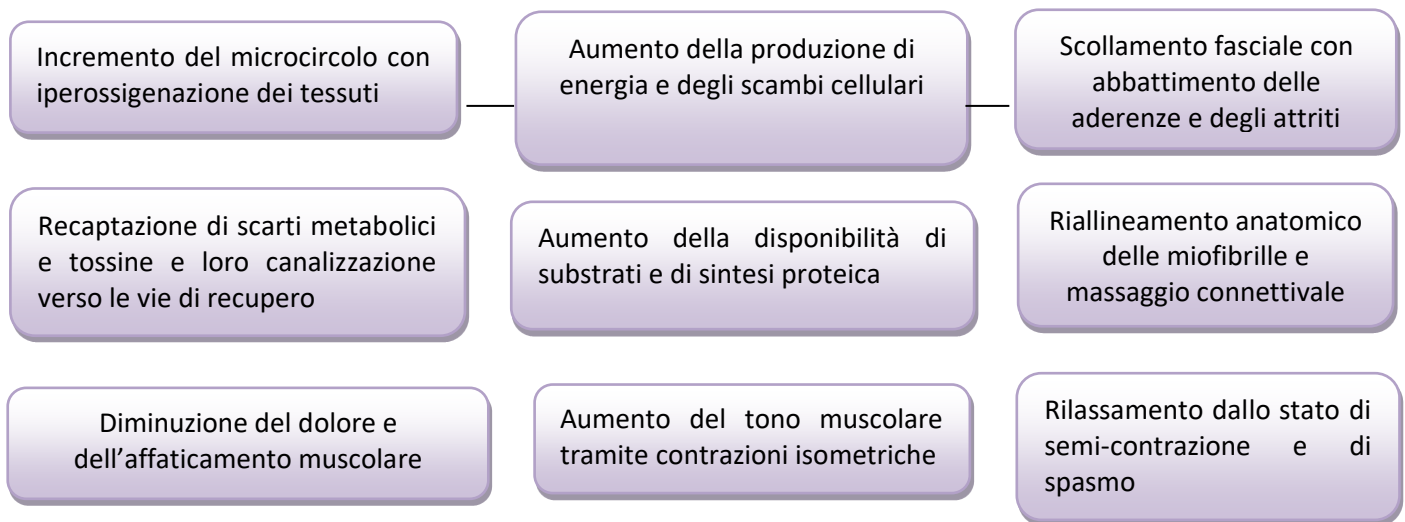 Incremento del microcircolo con
iperossigenazione dei tessuti
Aumento della produzione di
energia e degli scambi cellulari
Scollamento fasciale con
abbattimento delle
aderenze e degli attriti
Recaptazione di scarti metabolici
e tossine e loro canalizzazione
verso le vie di recupero
Aumento della disponibilità di
substrati e di sintesi proteica
Riallineamento anatomico
delle miofibrille e
massaggio connettivale
Diminuzione del dolore e
dell'affaticamento muscolare
Aumento del tono muscolare
tramite contrazioni isometriche
Rilassamento dallo stato di
semi-contrazione e di
spasmo